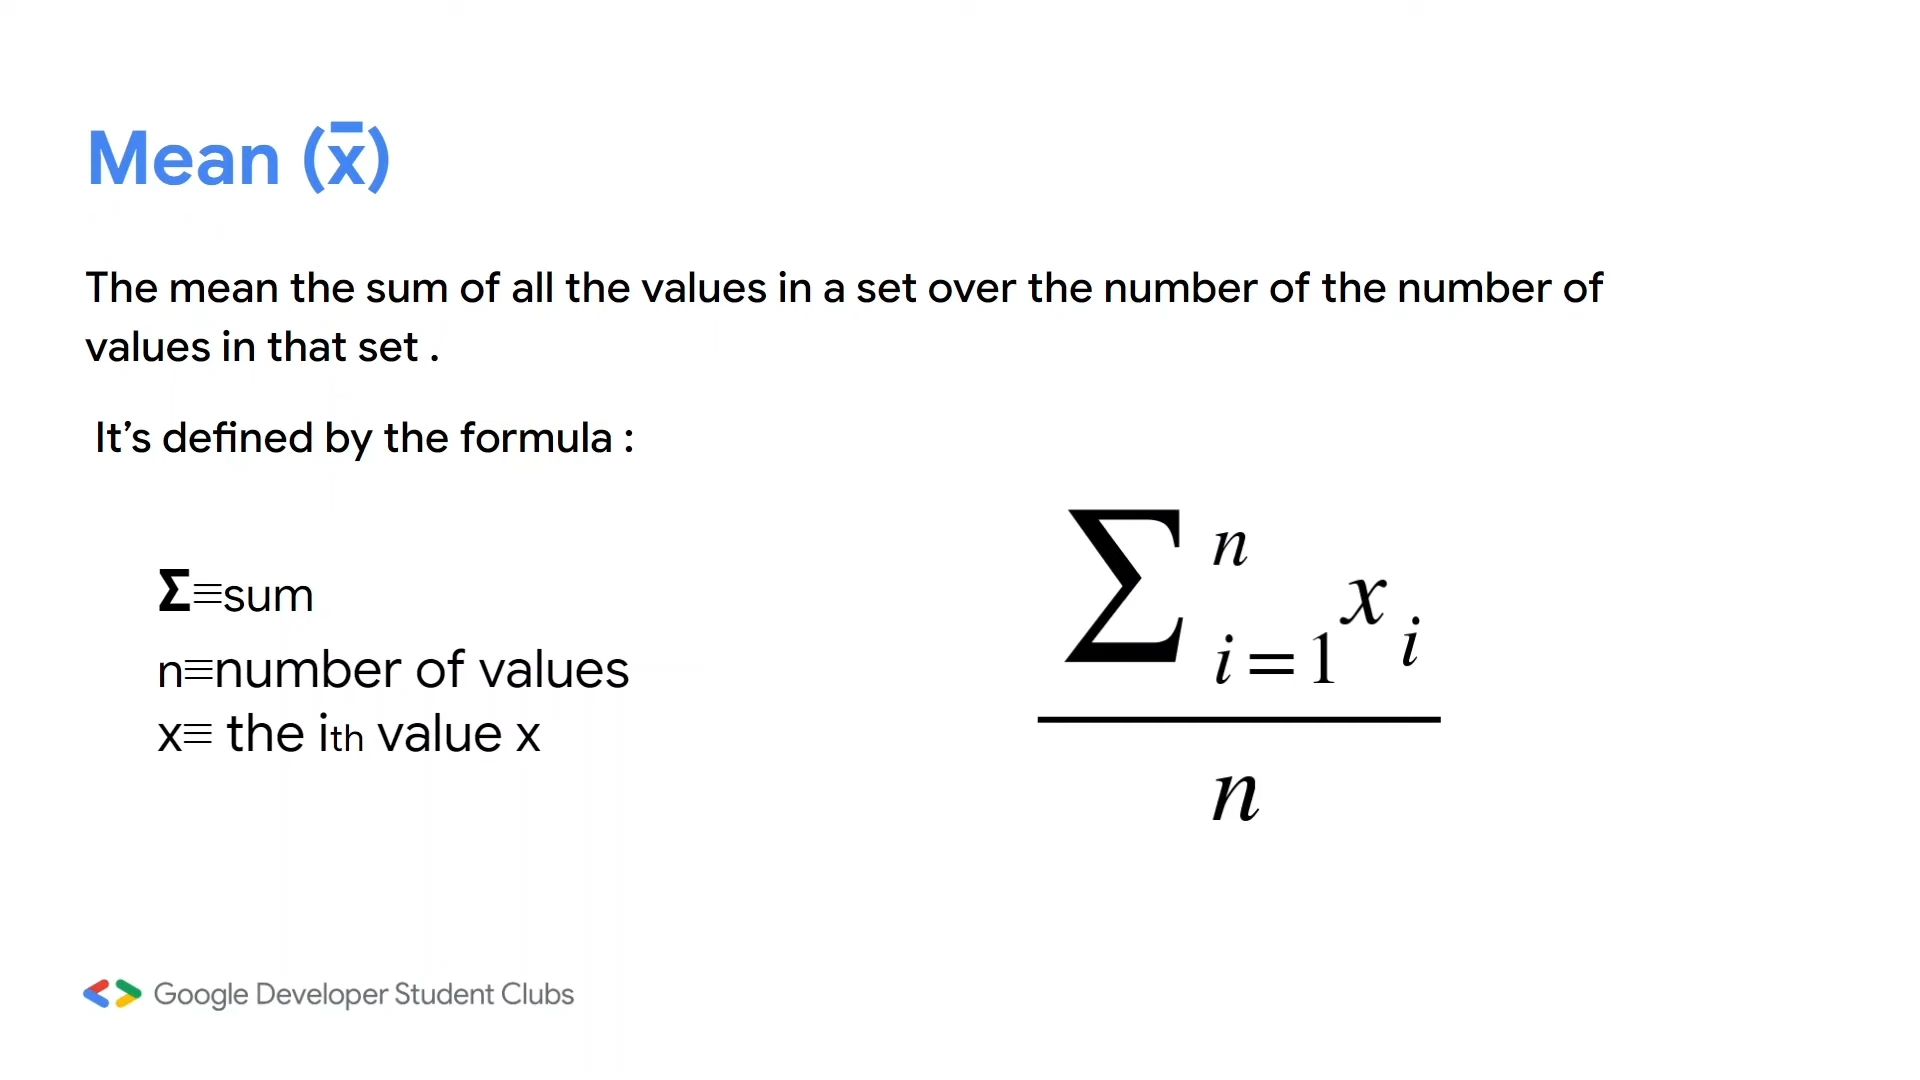 Mean (x̄)
The mean the sum of all the values in a set over the number of the number of
values in that set .
It’s defined by the formula :
Σ≡sum
n≡number of values
x≡ the ith value x
∑ n i=1 x i
n
Google Developer Student Clubs